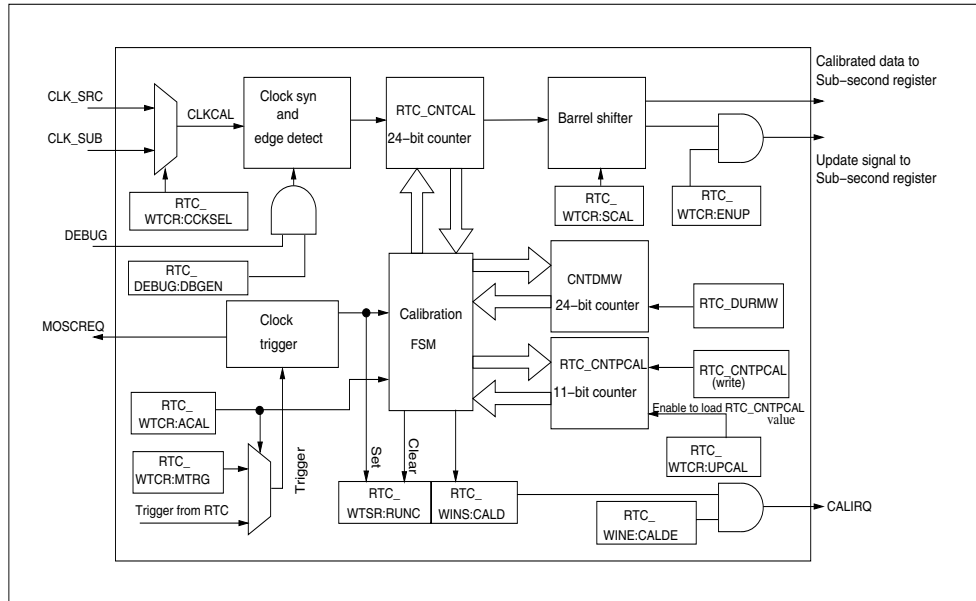 Calibrated data to
Sub-second register
CLK_SRC
CLK_SUB
CLKCAL
Clock syn
and
edge detect
RTC_CNTCAL
24-bit counter
Barrel shifter
Update signal to
Sub-second register
RTC_
WTCR:CCKSEL
RTC_
WTCR:SCAL
RTC_
WTCR:ENUP
DEBUG
RTC_
DEBUG:DBGEN
CNTDMW
24-bit counter
RTC_DURMW
MOSCREQ
Clock
trigger
Calibration
FSM
RTC_CNTPCAL
11-bit counter
RTC_CNTPCAL
(write)
Enable to load RTC_CNTPCAL
value
RTC_
WTCR:ACAL
RTC_
WTCR:UPCAL
RTC_
WTCR:MTRG
Trigger from RTC
Trigger
Set
Clear
RTC_
WTSR:RUNC
RTC_
WINS:CALD
RTC_
WINE:CALDE
CALIRQ